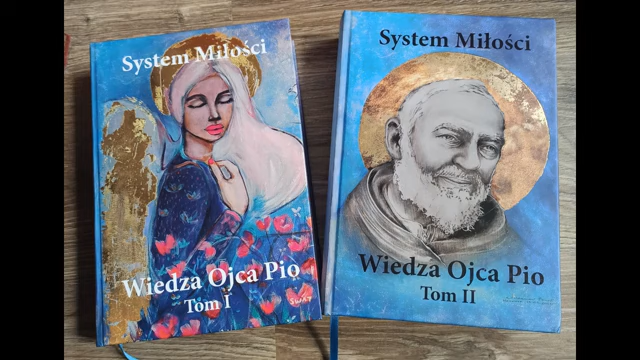 System Miłości
Wiedza Ojca Pio
Tom I
System Miłości
Wiedza Ojca Pio
Tom II